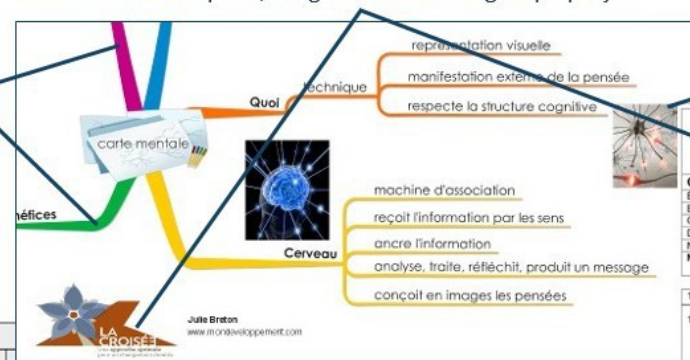 représentation visuelle
technique
manifestation externe de la pensée
Quoi
respecte la structure cognitive
carte mentale
machine d'association
reçoit l'information par les sens
néfices
ancre l'information
Cerveau
analyse, traite, réfléchit, produit un message
conçoit en images les pensées
LA
CROISÉE
Julie Breton
www.mondeveloppement.com